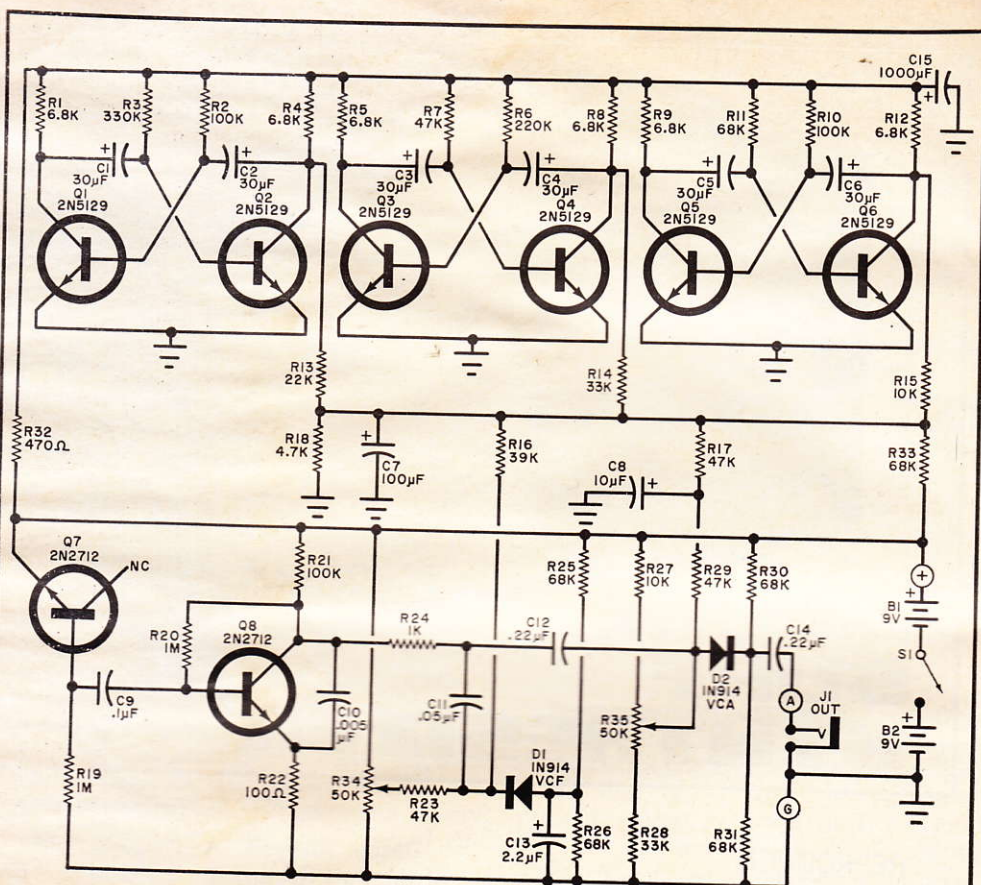 C15
1000µF
+
R1
6.8K
R3
330K
R2
100K
R4
6.8K
R5
6.8K
R7
47K
R6
220K
R8
6.8K
R9
6.8K
R11
68K
R10
100K
R12
6.8K
+
C1
30µF
+
C2
30µF
+
C3
30µF
+
C4
30µF
+
C5
30µF
+
C6
30µF
Q1
2N5129
Q2
2N5129
Q3
2N5129
Q4
2N5129
Q5
2N5129
Q6
2N5129
R13
22K
R14
33K
R15
10K
R32
470Ω
R18
4.7K
+
C7
100µF
R16
39K
C8
10µF
+
R17
47K
R33
68K
Q7
2N2712
NC
R21
100K
R25
68K
R27
10K
R29
47K
R30
68K
+
+
B1
9V
S1
+
B2
9V
R20
1M
Q8
2N2712
R24
1K
C12
.22µF
D2
1N914
VCA
C14
.22µF
A
J1
OUT
C9
.1µF
C10
.005
µF
C11
.05µF
R35
50K
R19
1M
R22
100Ω
R34
50K
R23
47K
D1
1N914
VCF
+
C13
2.2µF
R26
68K
R28
33K
R31
68K
G